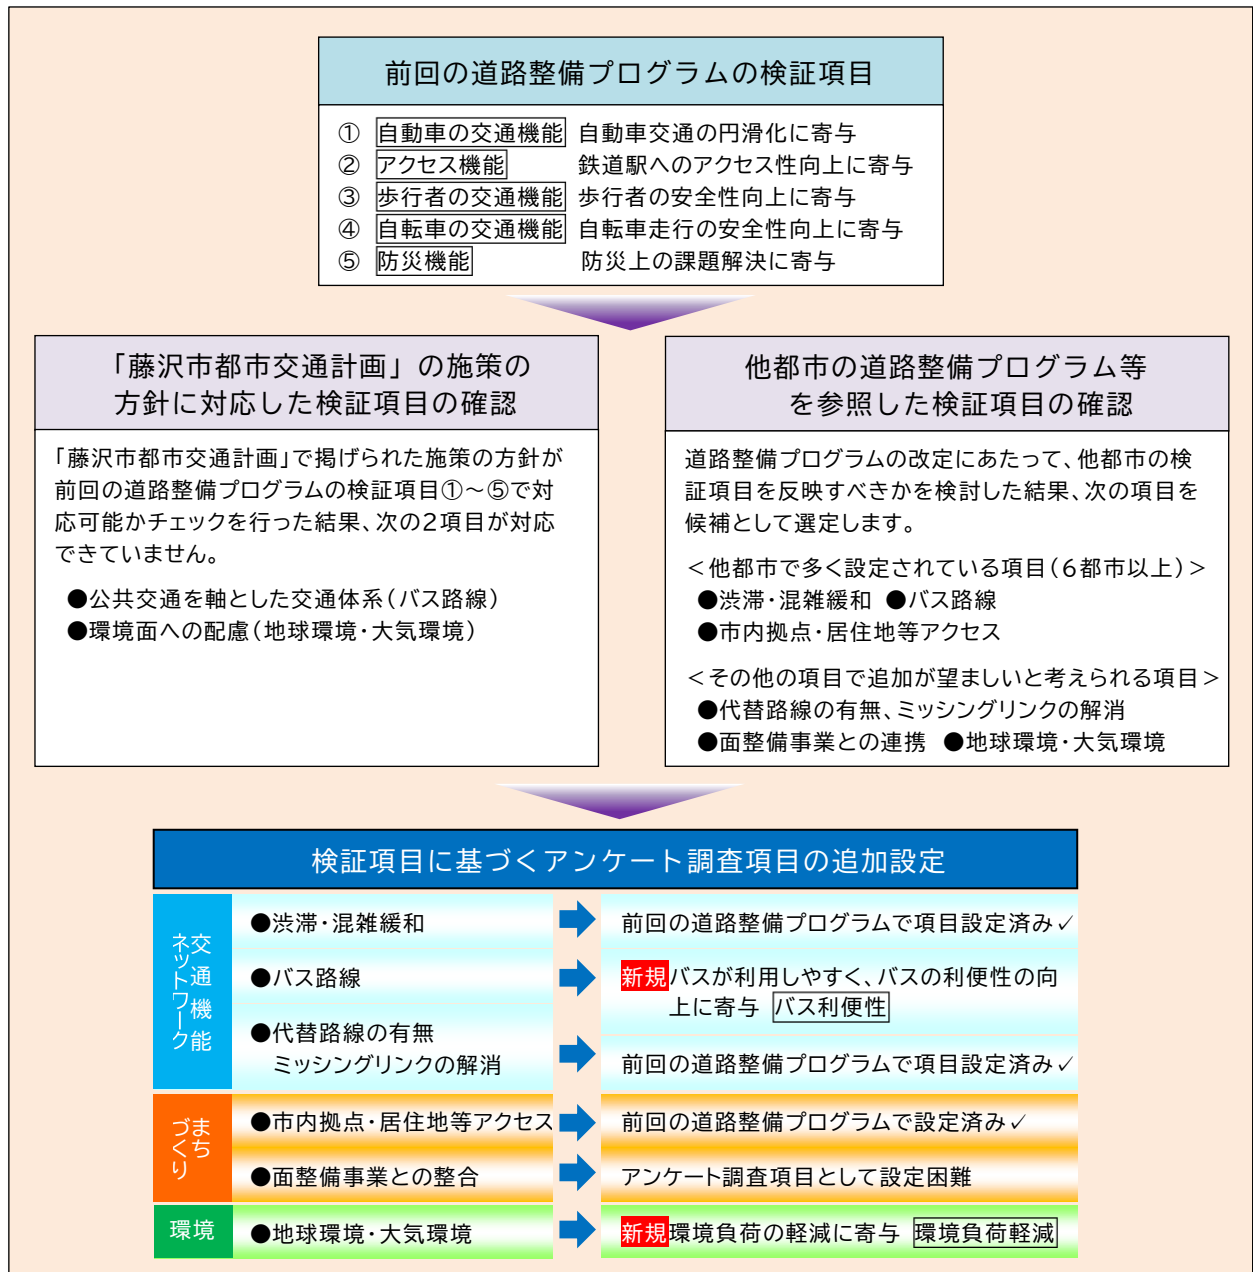 前回の道路整備プログラムの検証項目
① 自動車の交通機能 自動車交通の円滑化に寄与
② アクセス機能 鉄道駅へのアクセス性向上に寄与
③ 歩行者の交通機能 歩行者の安全性向上に寄与
④ 自転車の交通機能 自転車走行の安全性向上に寄与
⑤ 防災機能 防災上の課題解決に寄与
「藤沢市都市交通計画」の施策の
方針に対応した検証項目の確認
「藤沢市都市交通計画」で掲げられた施策の方針が
前回の道路整備プログラムの検証項目①～⑤で対
応可能かチェックを行った結果、次の２項目が対応
できていません。
●公共交通を軸とした交通体系（バス路線）
●環境面への配慮（地球環境・大気環境）
他都市の道路整備プログラム等
を参照した検証項目の確認
道路整備プログラムの改定にあたって、他都市の検
証項目を反映すべきかを検討した結果、次の項目を
候補として選定します。
＜他都市で多く設定されている項目（６都市以上）＞
●渋滞・混雑緩和 ●バス路線
●市内拠点・居住地等アクセス
＜その他の項目で追加が望ましいと考えられる項目＞
●代替路線の有無、ミッシングリンクの解消
●面整備事業との連携 ●地球環境・大気環境
検証項目に基づくアンケート調査項目の追加設定
交通機能
ネットワーク
●渋滞・混雑緩和
前回の道路整備プログラムで項目設定済み✓
●バス路線
新規バスが利用しやすく、バスの利便性の向
上に寄与 バス利便性
●代替路線の有無
ミッシングリンクの解消
前回の道路整備プログラムで項目設定済み✓
まち
づくり
●市内拠点・居住地等アクセス
前回の道路整備プログラムで設定済み✓
●面整備事業との整合
アンケート調査項目として設定困難
環境
●地球環境・大気環境
新規環境負荷の軽減に寄与 環境負荷軽減